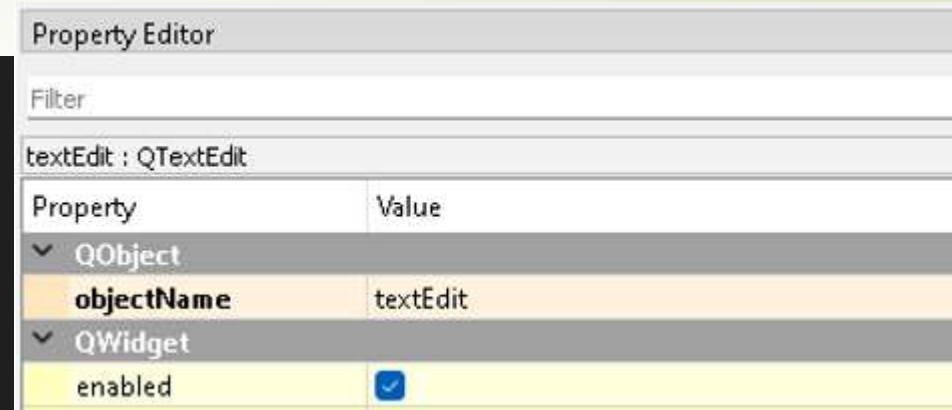 Property Editor
Filter
textEdit : QTextEdit
Property Value
QObject
objectName textEdit
QWidget
enabled